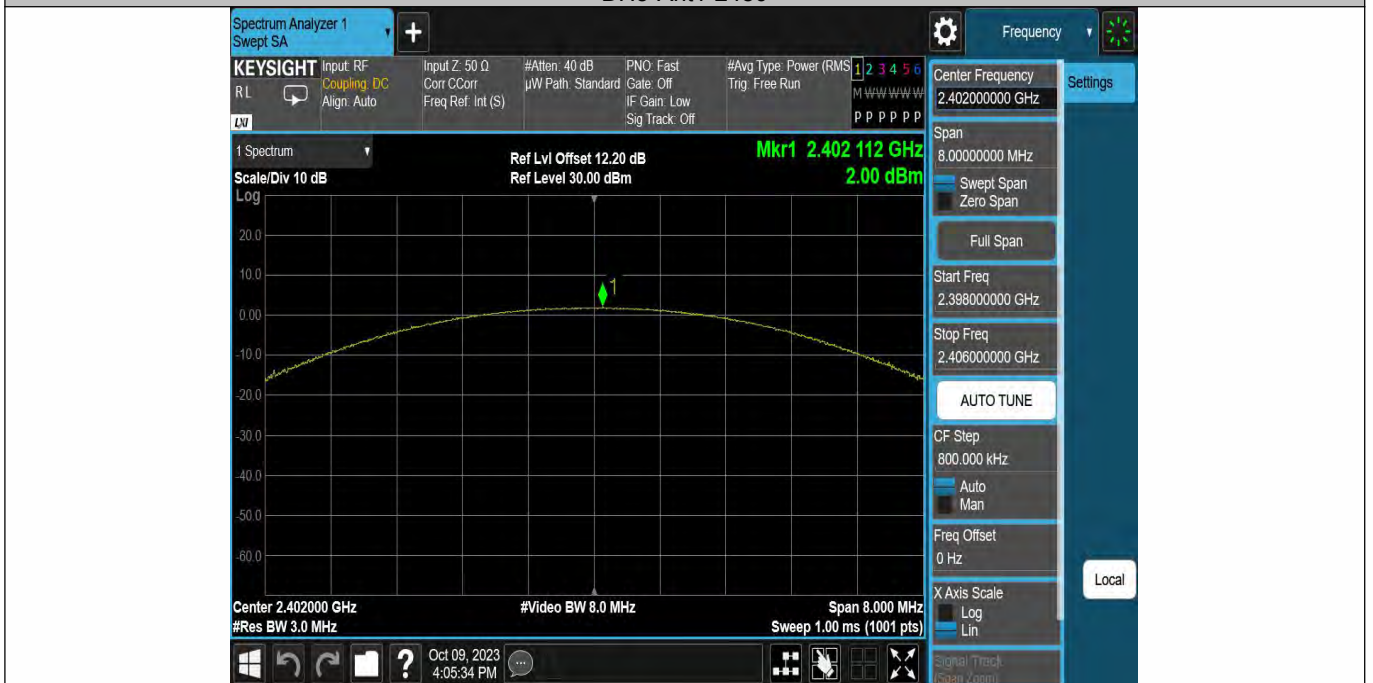 Spectrum Analyzer 1
Swept SA
+
Frequency
KEYSIGHT
RL
LXI
Input: RF
Coupling: DC
Align: Auto
Input Z: 50 Ω
Corr CCorr
Freq Ref: Int (S)
#Atten: 40 dB
µW Path: Standard
PNO: Fast
Gate: Off
IF Gain: Low
Sig Track: Off
#Avg Type: Power (RMS
Trig: Free Run
1 2 3 4 5 6
M W W W W W
P P P P P P
Center Frequency
2.402000000 GHz
Settings
Span
8.00000000 MHz
Swept Span
Zero Span
Full Span
Start Freq
2.398000000 GHz
Stop Freq
2.406000000 GHz
AUTO TUNE
CF Step
800.000 kHz
Auto
Man
Freq Offset
0 Hz
X Axis Scale
Log
Lin
Signal Track
(Span Zoom)
Local
1 Spectrum
Scale/Div 10 dB
Log
Ref Lvl Offset 12.20 dB
Ref Level 30.00 dBm
Mkr1 2.402 112 GHz
2.00 dBm
20.0
10.0
1
0.00
-10.0
-20.0
-30.0
-40.0
-50.0
-60.0
Center 2.402000 GHz
#Res BW 3.0 MHz
#Video BW 8.0 MHz
Span 8.000 MHz
Sweep 1.00 ms (1001 pts)
?
Oct 09, 2023
4:05:34 PM